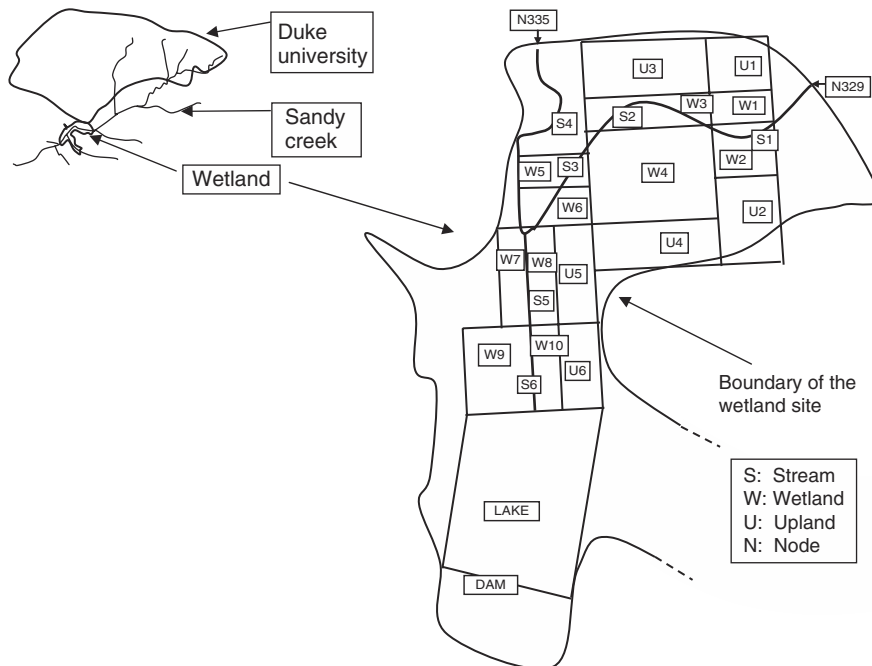 Duke
university
Sandy
creek
Wetland
N335
N329
U3
U1
W3
W1
S2
S4
S1
W2
S3
W5
W4
W6
U2
U4
W7
W8
U5
S5
W9
W10
U6
S6
Boundary of the
wetland site
LAKE
DAM
S: Stream
W: Wetland
U: Upland
N: Node